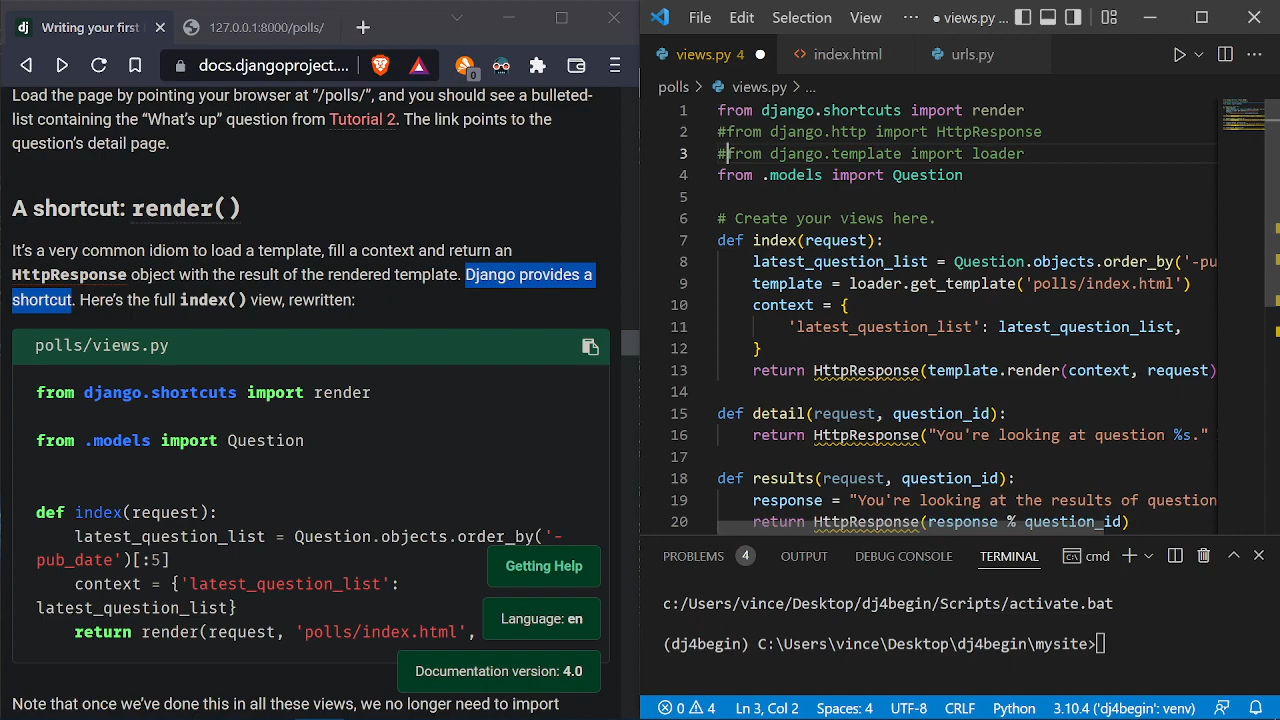 Writing your first
127.0.0.1:8000/polls/
docs.djangoproject....
0
Load the page by pointing your browser at “/polls/”, and you should see a bulleted-
list containing the “What’s up” question from Tutorial 2. The link points to the
question’s detail page.
A shortcut: render()
It’s a very common idiom to load a template, fill a context and return an
HttpResponse object with the result of the rendered template. Django provides a
shortcut. Here’s the full index() view, rewritten:
polls/views.py
from django.shortcuts import render
from .models import Question
def index(request):
latest_question_list = Question.objects.order_by('-
pub_date')[:5]
context = {'latest_question_list':
latest_question_list}
return render(request, 'polls/index.html',
Getting Help
Language: en
Documentation version: 4.0
Note that once we’ve done this in all these views, we no longer need to import
File Edit Selection View ··· ● views.py ...
views.py 4 ●
index.html
urls.py
polls > views.py > ...
1 from django.shortcuts import render
2 #from django.http import HttpResponse
3 #from django.template import loader
4 from .models import Question
5
6 # Create your views here.
7 def index(request):
8 latest_question_list = Question.objects.order_by('-pu
9 template = loader.get_template('polls/index.html')
10 context = {
11 'latest_question_list': latest_question_list,
12 }
13 return HttpResponse(template.render(context, request)
14
15 def detail(request, question_id):
16 return HttpResponse("You're looking at question %s."
17
18 def results(request, question_id):
19 response = "You're looking at the results of question
20 return HttpResponse(response % question_id)
PROBLEMS 4 OUTPUT DEBUG CONSOLE TERMINAL cmd
c:/Users/vince/Desktop/dj4begin/Scripts/activate.bat
(dj4begin) C:\Users\vince\Desktop\dj4begin\mysite>
0 4 Ln 3, Col 2 Spaces: 4 UTF-8 CRLF Python 3.10.4 ('dj4begin': venv)